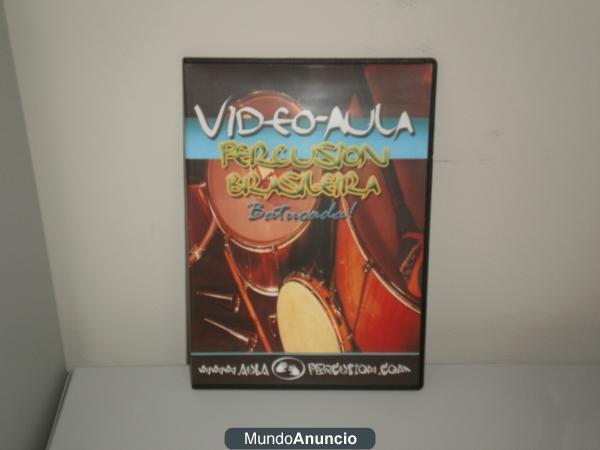 VIDEO-AULA
PERCUSION
BRASILEIRA
Batucada!
WWW.AULA PERCUSION.COM
MundoAnuncio